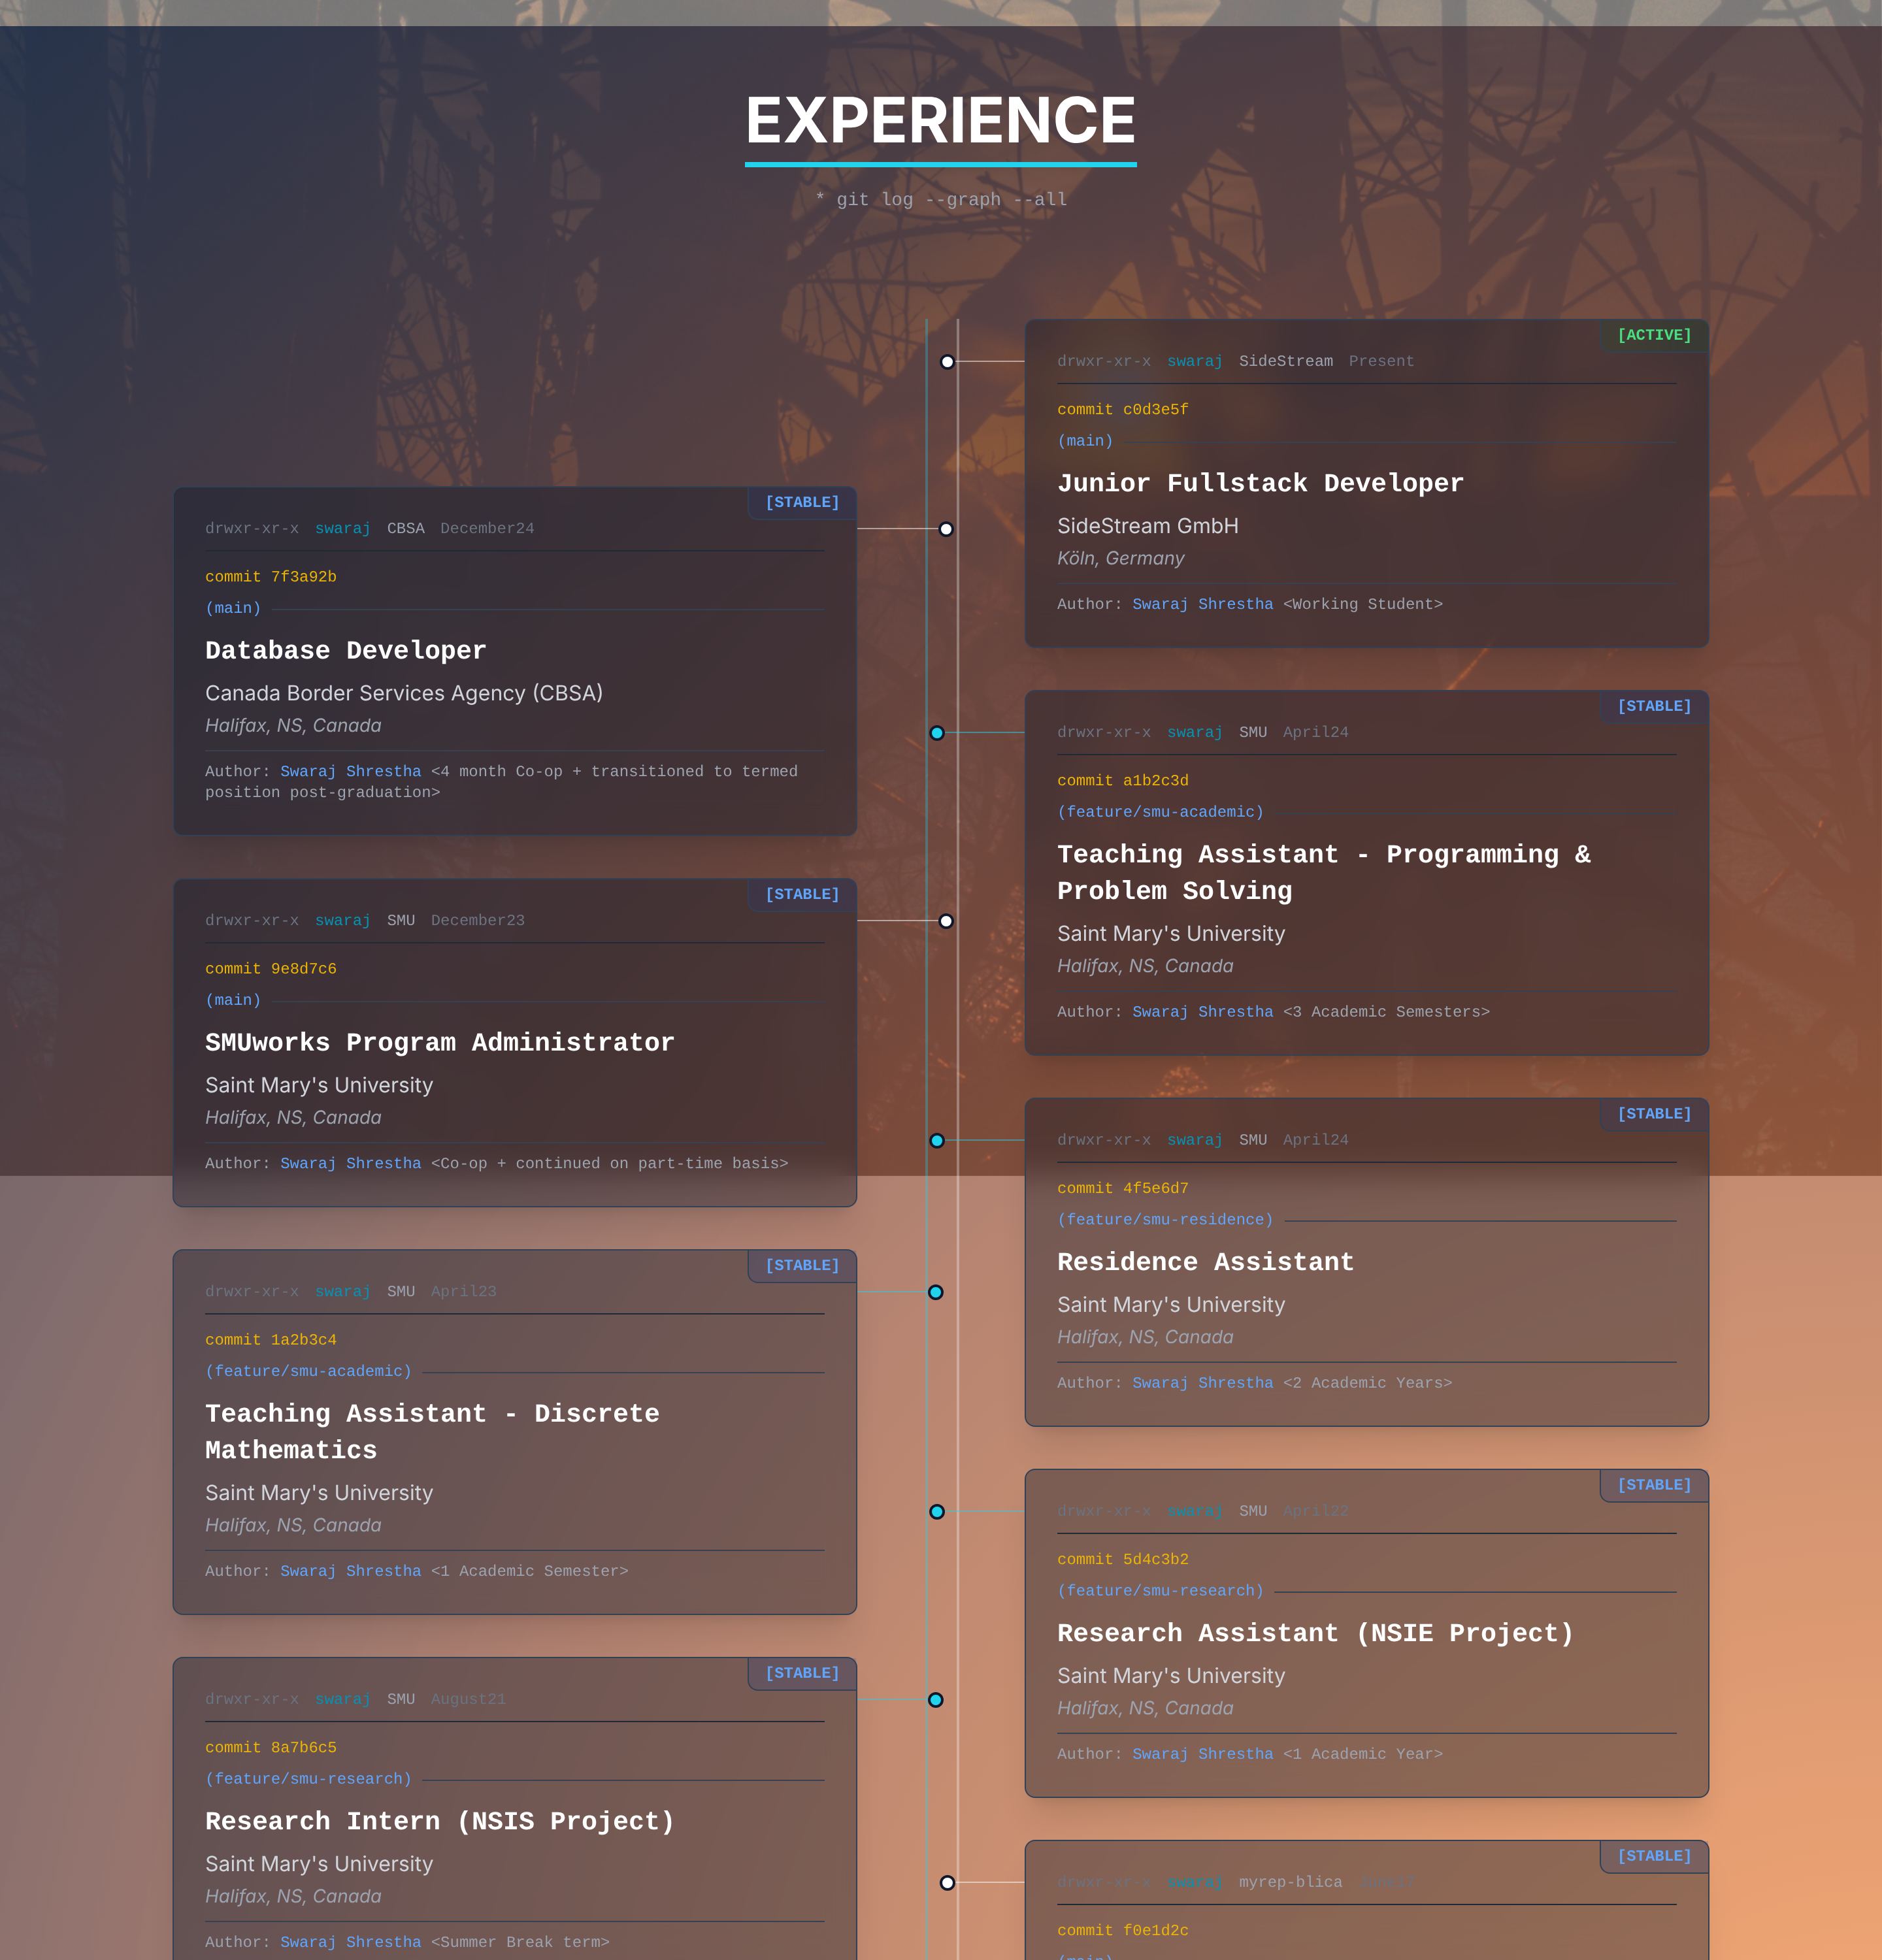 EXPERIENCE
* git log --graph --all
[ACTIVE]
drwxr-xr-x swaraj SideStream Present
commit c0d3e5f
(main)
Junior Fullstack Developer
SideStream GmbH
Köln, Germany
Author: Swaraj Shrestha <Working Student>
[STABLE]
drwxr-xr-x swaraj CBSA December24
commit 7f3a92b
(main)
Database Developer
Canada Border Services Agency (CBSA)
Halifax, NS, Canada
Author: Swaraj Shrestha <4 month Co-op + transitioned to termed
position post-graduation>
[STABLE]
drwxr-xr-x swaraj SMU April24
commit a1b2c3d
(feature/smu-academic)
Teaching Assistant - Programming &
Problem Solving
Saint Mary's University
Halifax, NS, Canada
Author: Swaraj Shrestha <3 Academic Semesters>
[STABLE]
drwxr-xr-x swaraj SMU December23
commit 9e8d7c6
(main)
SMUworks Program Administrator
Saint Mary's University
Halifax, NS, Canada
Author: Swaraj Shrestha <Co-op + continued on part-time basis>
[STABLE]
drwxr-xr-x swaraj SMU April24
commit 4f5e6d7
(feature/smu-residence)
Residence Assistant
Saint Mary's University
Halifax, NS, Canada
Author: Swaraj Shrestha <2 Academic Years>
[STABLE]
drwxr-xr-x swaraj SMU April23
commit 1a2b3c4
(feature/smu-academic)
Teaching Assistant - Discrete
Mathematics
Saint Mary's University
Halifax, NS, Canada
Author: Swaraj Shrestha <1 Academic Semester>
[STABLE]
drwxr-xr-x swaraj SMU April22
commit 5d4c3b2
(feature/smu-research)
Research Assistant (NSIE Project)
Saint Mary's University
Halifax, NS, Canada
Author: Swaraj Shrestha <1 Academic Year>
[STABLE]
drwxr-xr-x swaraj SMU August21
commit 8a7b6c5
(feature/smu-research)
Research Intern (NSIS Project)
Saint Mary's University
Halifax, NS, Canada
Author: Swaraj Shrestha <Summer Break term>
[STABLE]
drwxr-xr-x swaraj myrep-blica
commit f0e1d2c
(main)